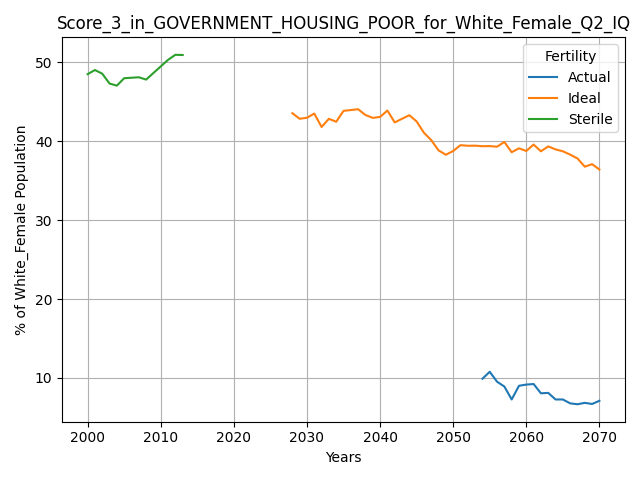 Score_3_in_GOVERNMENT_HOUSING_POOR_for_White_Female_Q2_IQ
Fertility
Actual
Ideal
Sterile
% of White_Female Population
50
40
30
20
10
2000 2010 2020 2030 2040 2050 2060 2070
Years